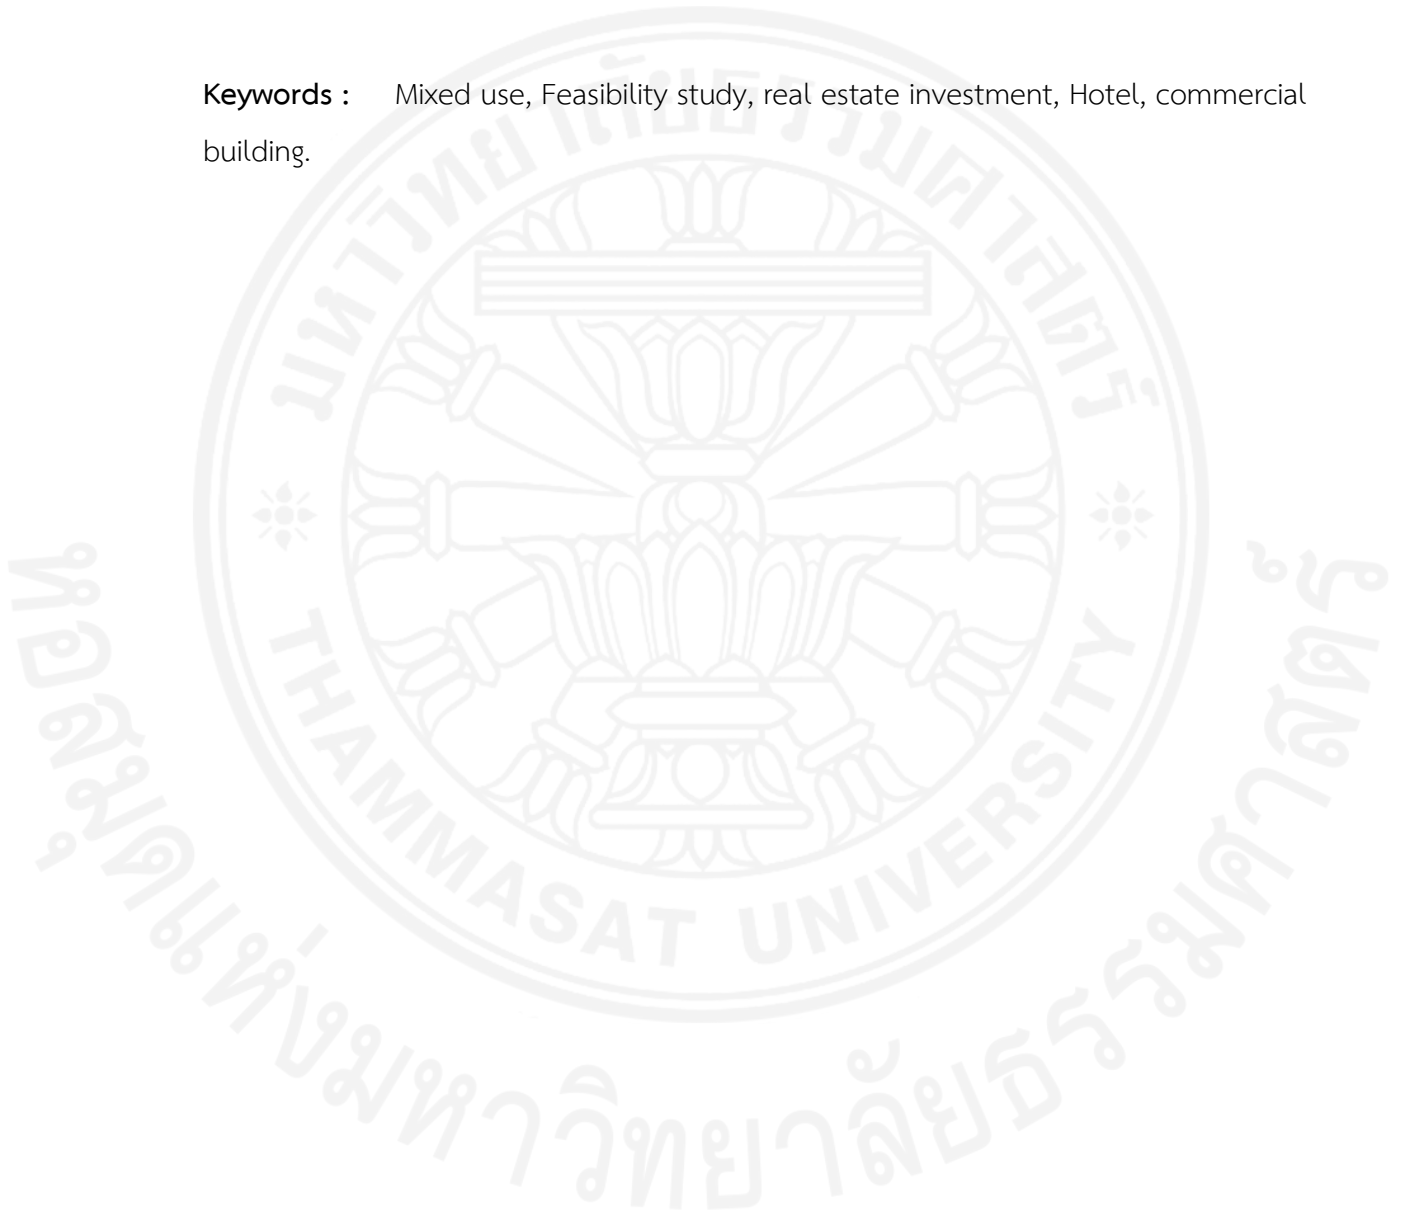 Keywords : Mixed use, Feasibility study, real estate investment, Hotel, commercial
building.
มหาวิทยาลัยธรรมศาสตร์
THAMMASAT UNIVERSITY
หอสมุดแห่งมหาวิทยาลัยธรรมศาสตร์